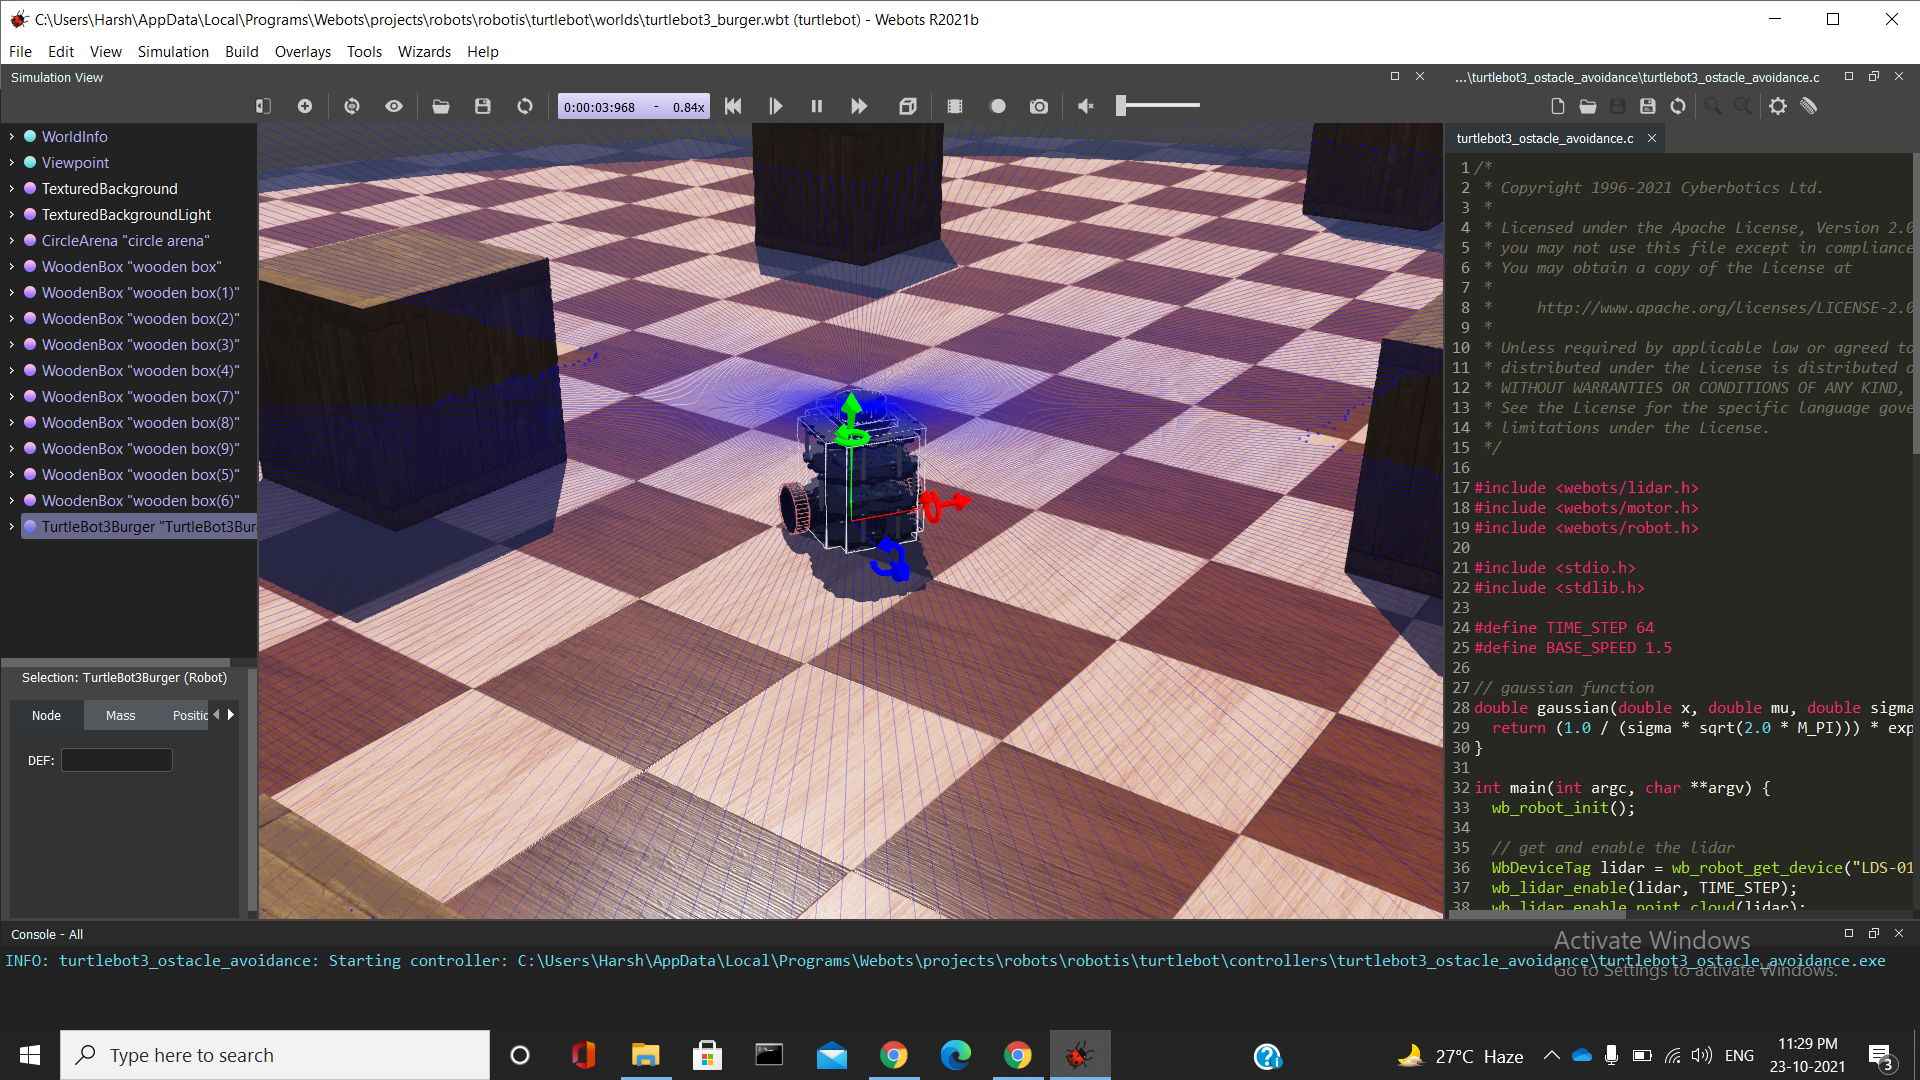 C:\Users\Harsh\AppData\Local\Programs\Webots\projects\robots\robotis\turtlebot\worlds\turtlebot3_burger.wbt (turtlebot) - Webots R2021b
File Edit View Simulation Build Overlays Tools Wizards Help
Simulation View
0:00:03:968 - 0.84x
WorldInfo
Viewpoint
TexturedBackground
TexturedBackgroundLight
CircleArena "circle arena"
WoodenBox "wooden box"
WoodenBox "wooden box(1)"
WoodenBox "wooden box(2)"
WoodenBox "wooden box(3)"
WoodenBox "wooden box(4)"
WoodenBox "wooden box(7)"
WoodenBox "wooden box(8)"
WoodenBox "wooden box(9)"
WoodenBox "wooden box(5)"
WoodenBox "wooden box(6)"
TurtleBot3Burger "TurtleBot3Bur
Selection: TurtleBot3Burger (Robot)
Node Mass Positic
DEF:
...\turtlebot3_ostacle_avoidance\turtlebot3_ostacle_avoidance.c
turtlebot3_ostacle_avoidance.c
1 /*
2 * Copyright 1996-2021 Cyberbotics Ltd.
3 *
4 * Licensed under the Apache License, Version 2.0
5 * you may not use this file except in compliance
6 * You may obtain a copy of the License at
7 *
8 * http://www.apache.org/licenses/LICENSE-2.0
9 *
10 * Unless required by applicable law or agreed to
11 * distributed under the License is distributed o
12 * WITHOUT WARRANTIES OR CONDITIONS OF ANY KIND,
13 * See the License for the specific language gove
14 * limitations under the License.
15 */
16
17 #include <webots/lidar.h>
18 #include <webots/motor.h>
19 #include <webots/robot.h>
20
21 #include <stdio.h>
22 #include <stdlib.h>
23
24 #define TIME_STEP 64
25 #define BASE_SPEED 1.5
26
27 // gaussian function
28 double gaussian(double x, double mu, double sigma
29 return (1.0 / (sigma * sqrt(2.0 * M_PI))) * exp
30 }
31
32 int main(int argc, char **argv) {
33 wb_robot_init();
34
35 // get and enable the lidar
36 WbDeviceTag lidar = wb_robot_get_device("LDS-01
37 wb_lidar_enable(lidar, TIME_STEP);
38 wb_lidar_enable_point_cloud(lidar);
Console - All
INFO: turtlebot3_ostacle_avoidance: Starting controller: C:\Users\Harsh\AppData\Local\Programs\Webots\projects\robots\robotis\turtlebot\controllers\turtlebot3_ostacle_avoidance\turtlebot3_ostacle_avoidance.exe
Activate Windows
Go to Settings to activate Windows.
Type here to search
27°C Haze
ENG
11:29 PM
23-10-2021
3